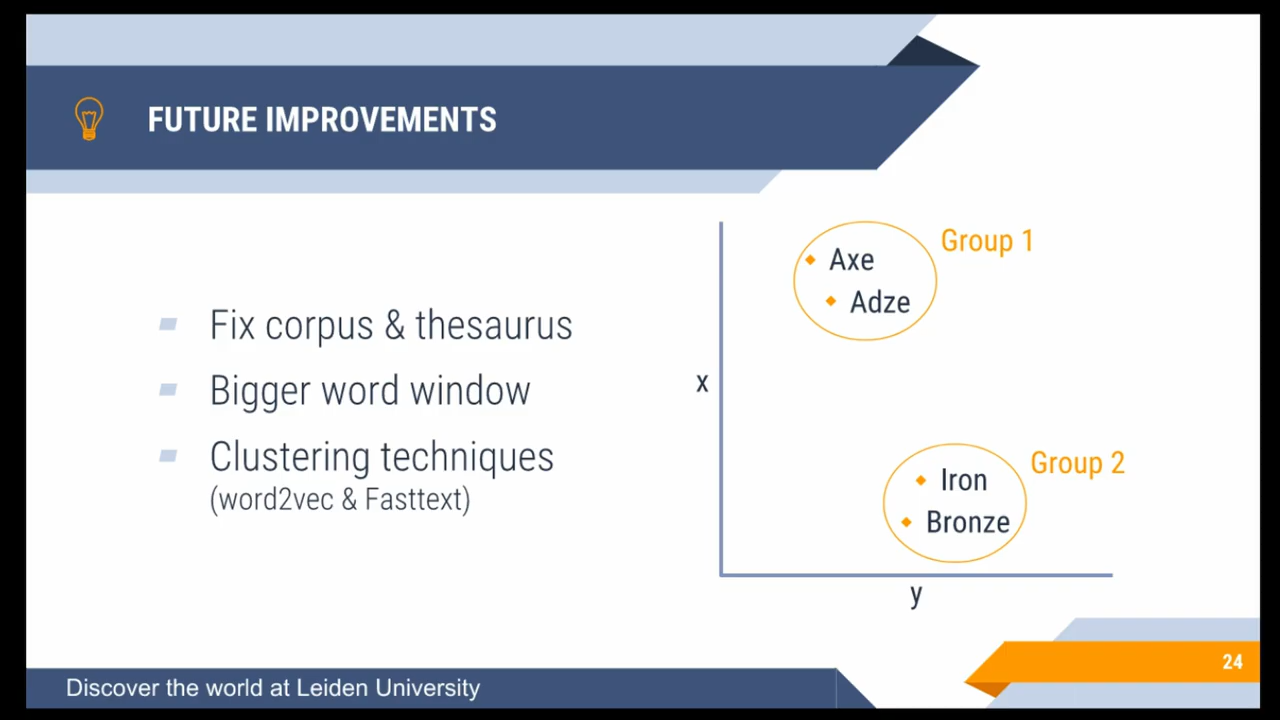 FUTURE IMPROVEMENTS
Fix corpus & thesaurus
Bigger word window
Clustering techniques
(word2vec & Fasttext)
Group 1
Axe
Adze
x
Group 2
Iron
Bronze
y
24
Discover the world at Leiden University